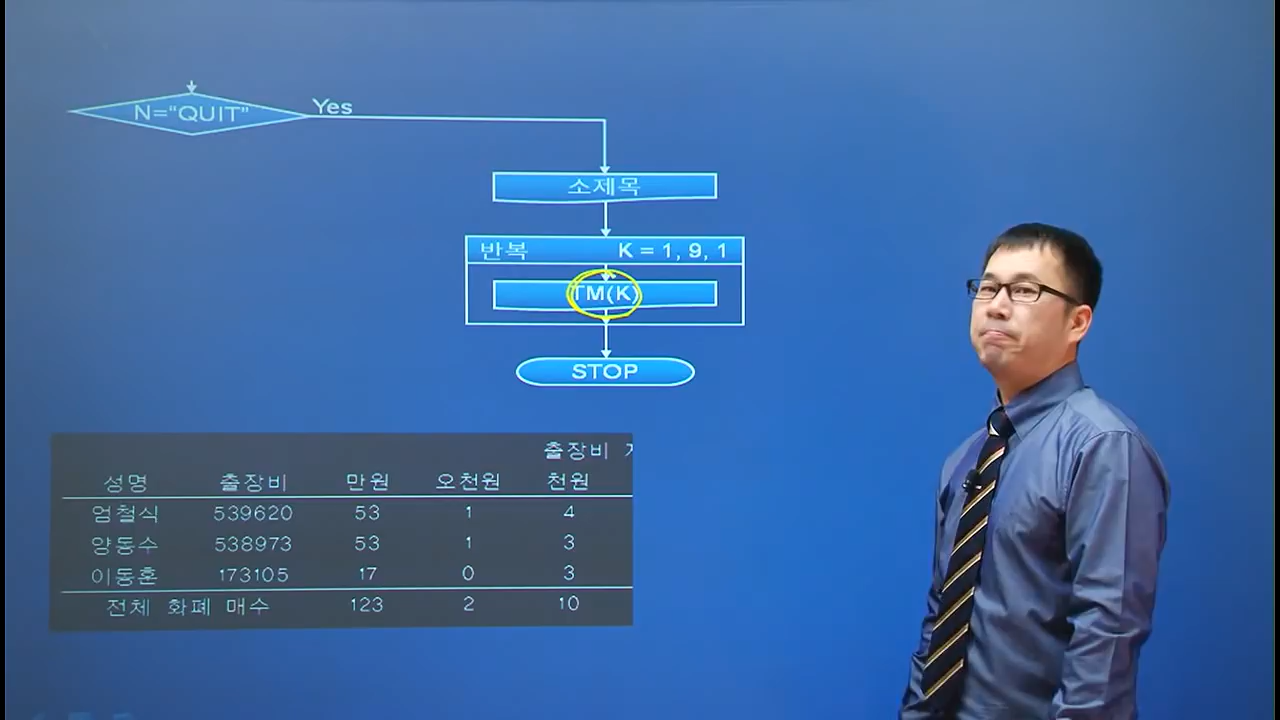 N="QUIT"
Yes
소제목
반복 K = 1, 9, 1
TM(K)
STOP
출장비
성명 출장비 만원 오천원 천원
엄철식 539620 53 1 4
양동수 538973 53 1 3
이동훈 173105 17 0 3
전체 화폐 매수 123 2 10